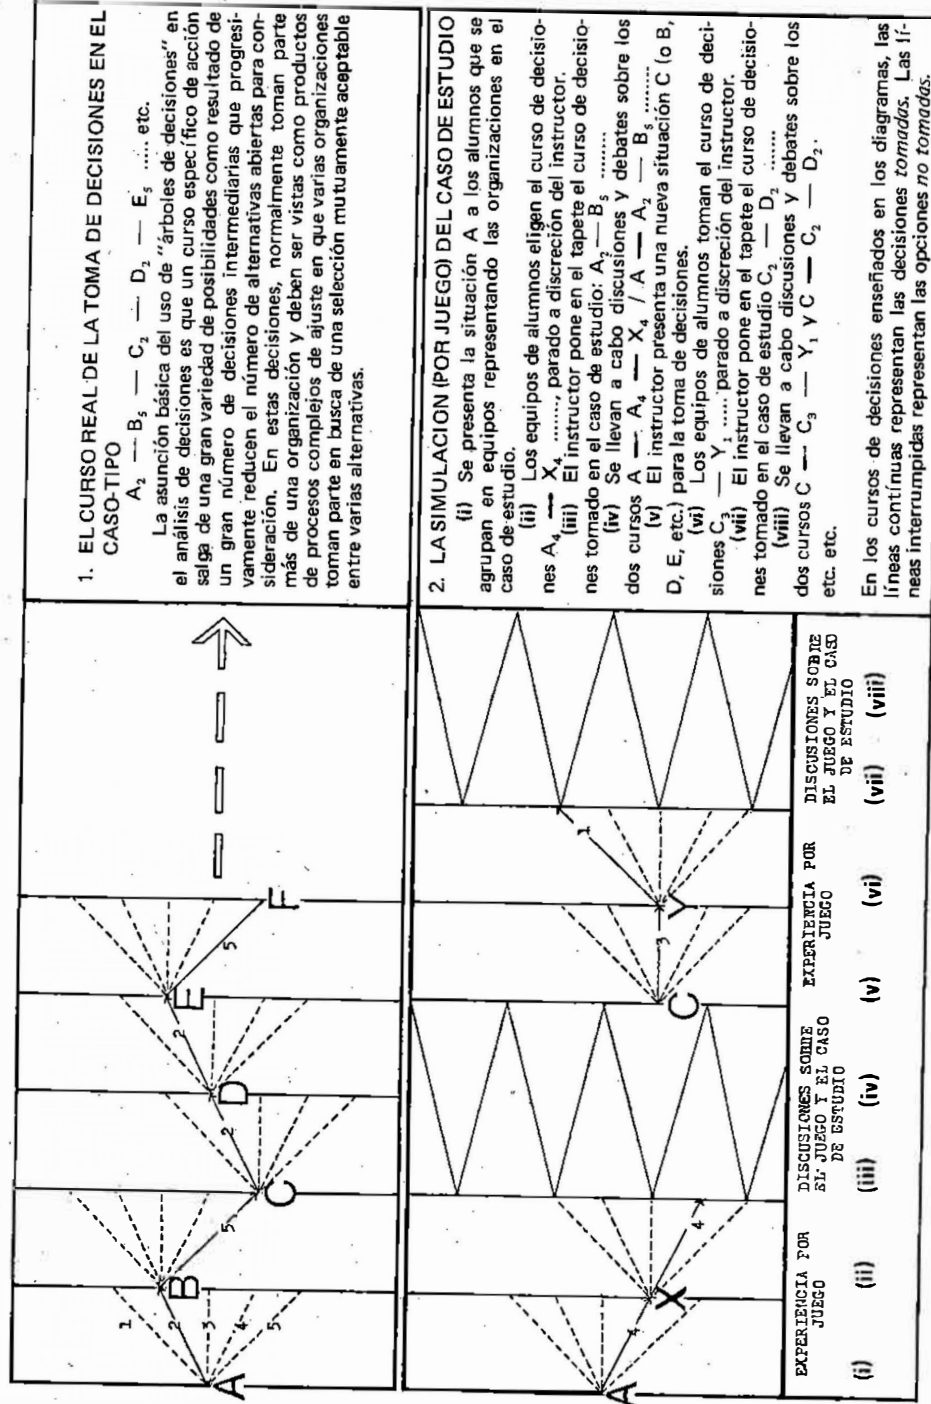 1. EL CURSO REAL DE LA TOMA DE DECISIONES EN EL
CASO-TIPO
A₂ — B₅ — C₂ — D₂ — E₅ ..... etc.
La asunción básica del uso de "árboles de decisiones" en
el análisis de decisiones es que un curso específico de acción
salga de una gran variedad de posibilidades como resultado de
un gran número de decisiones intermediarias que progresi-
vamente reducen el número de alternativas abiertas para con-
sideración. En estas decisiones, normalmente toman parte
más de una organización y deben ser vistas como productos
de procesos complejos de ajuste en que varias organizaciones
toman parte en busca de una selección mutuamente aceptable
entre varias alternativas.
A
1
2
3
4
5
B
5
C
2
D
2
E
5
F
2. LA SIMULACION (POR JUEGO) DEL CASO DE ESTUDIO
(i) Se presenta la situación A a los alumnos que se
agrupan en equipos representando las organizaciones en el
caso de estudio.
(ii) Los equipos de alumnos eligen el curso de decisio-
nes A₄ — X₄ ........, parado a discreción del instructor.
(iii) El instructor pone en el tapete el curso de decisio-
nes tomado en el caso de estudio: A₂ — B₅ ........
(iv) Se llevan a cabo discusiones y debates sobre los
dos cursos A — A₄ — X₄ / A — A₂ — B₅ ........
(v) El instructor presenta una nueva situación C (o B,
D, E, etc.) para la toma de decisiones.
(vi) Los equipos de alumnos toman el curso de deci-
siones C₃ — Y₁ ..... parado a discreción del instructor.
(vii) El instructor pone en el tapete el curso de decisio-
nes tomado en el caso de estudio C₂ — D₂ ........
(viii) Se llevan a cabo discusiones y debates sobre los
dos cursos C — C₃ — Y₁ y C — C₂ — D₂.
etc. etc.
En los cursos de decisiones enseñados en los diagramas, las
líneas contínuas representan las decisiones tomadas. Las lí-
neas interrumpidas representan las opciones no tomadas.
A
4
X
4
C
3
Y
1
EXPERIENCIA POR
JUEGO
DISCUSIONES SOBRE
EL JUEGO Y EL CASO
DE ESTUDIO
EXPERIENCIA POR
JUEGO
DISCUSIONES SOBRE
EL JUEGO Y EL CASO
DE ESTUDIO
(i) (ii) (iii) (iv) (v) (vi) (vii) (viii)